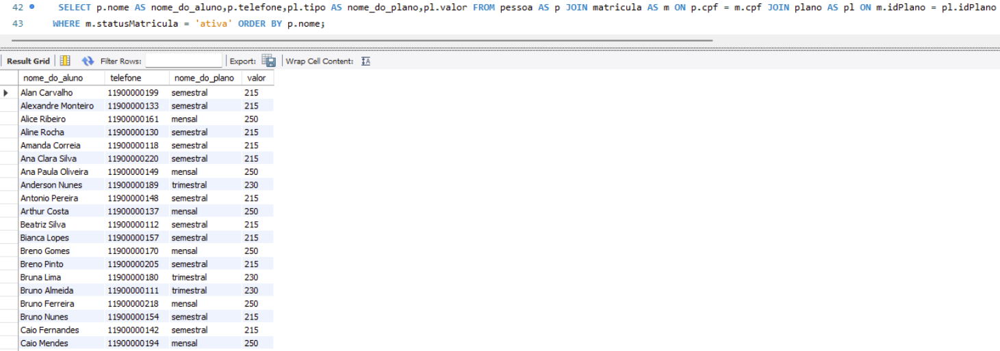 42 SELECT p.nome AS nome_do_aluno,p.telefone,pl.tipo AS nome_do_plano,pl.valor FROM pessoa AS p JOIN matricula AS m ON p.cpf = m.cpf JOIN plano AS pl ON m.idPlano = pl.idPlano
43 WHERE m.statusMatricula = 'ativa' ORDER BY p.nome;
Result Grid Filter Rows: Export: Wrap Cell Content: IA
nome_do_aluno telefone nome_do_plano valor
Alan Carvalho 11900000199 semestral 215
Alexandre Monteiro 11900000133 semestral 215
Alice Ribeiro 11900000161 mensal 250
Aline Rocha 11900000130 semestral 215
Amanda Correia 11900000118 semestral 215
Ana Clara Silva 11900000220 semestral 215
Ana Paula Oliveira 11900000149 mensal 250
Anderson Nunes 11900000189 trimestral 230
Antonio Pereira 11900000148 semestral 215
Arthur Costa 11900000137 mensal 250
Beatriz Silva 11900000112 semestral 215
Bianca Lopes 11900000157 semestral 215
Breno Gomes 11900000170 mensal 250
Breno Pinto 11900000205 semestral 215
Bruna Lima 11900000180 trimestral 230
Bruno Almeida 11900000111 trimestral 230
Bruno Ferreira 11900000218 mensal 250
Bruno Nunes 11900000154 semestral 215
Caio Fernandes 11900000142 semestral 215
Caio Mendes 11900000194 mensal 250